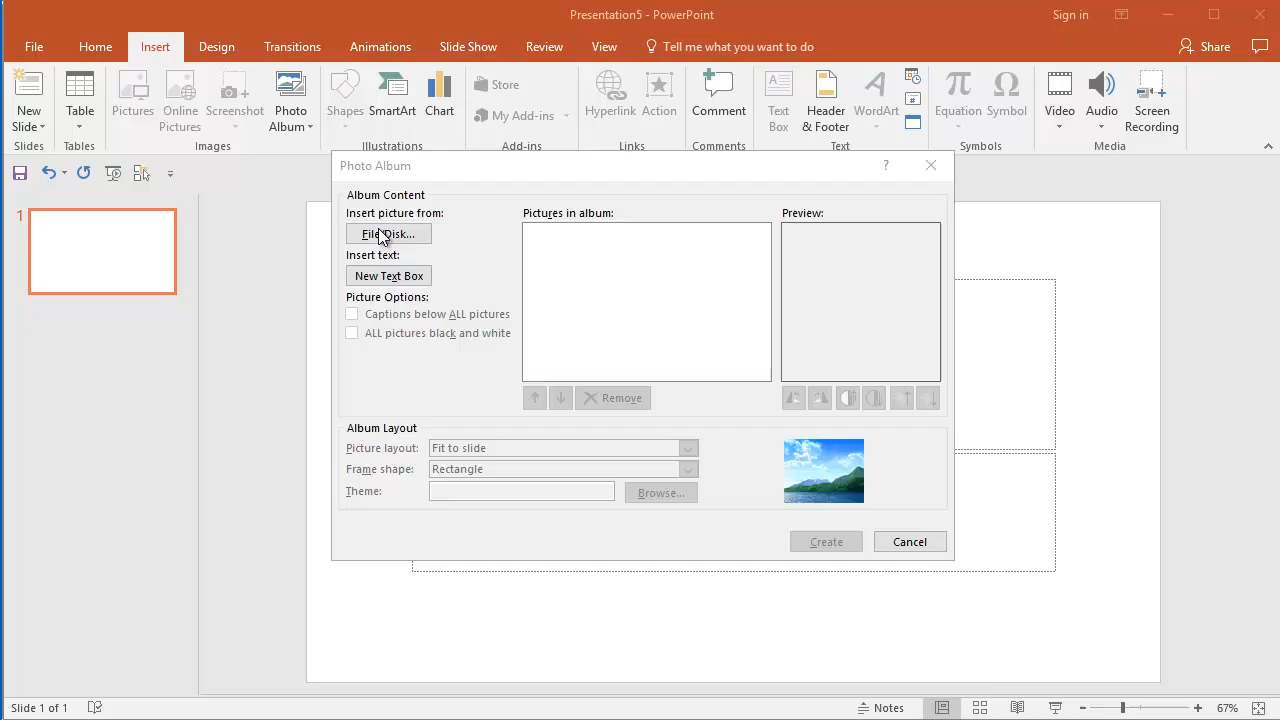 Presentation5 - PowerPoint
Sign in
File Home Insert Design Transitions Animations Slide Show Review View Tell me what you want to do Share
New Slide
Table
Pictures
Online Pictures
Screenshot
Photo Album
Shapes
SmartArt
Chart
Store
My Add-ins
Hyperlink
Action
Comment
Text Box
Header & Footer
WordArt
Equation
Symbol
Video
Audio
Screen Recording
Slides Tables Images Illustrations Add-ins Links Comments Text Symbols Media
1
Photo Album
?
Album Content
Insert picture from:
File/Disk...
Insert text:
New Text Box
Picture Options:
Captions below ALL pictures
ALL pictures black and white
Pictures in album:
Remove
Preview:
Album Layout
Picture layout: Fit to slide
Frame shape: Rectangle
Theme:
Browse...
Create
Cancel
Slide 1 of 1
Notes
67%